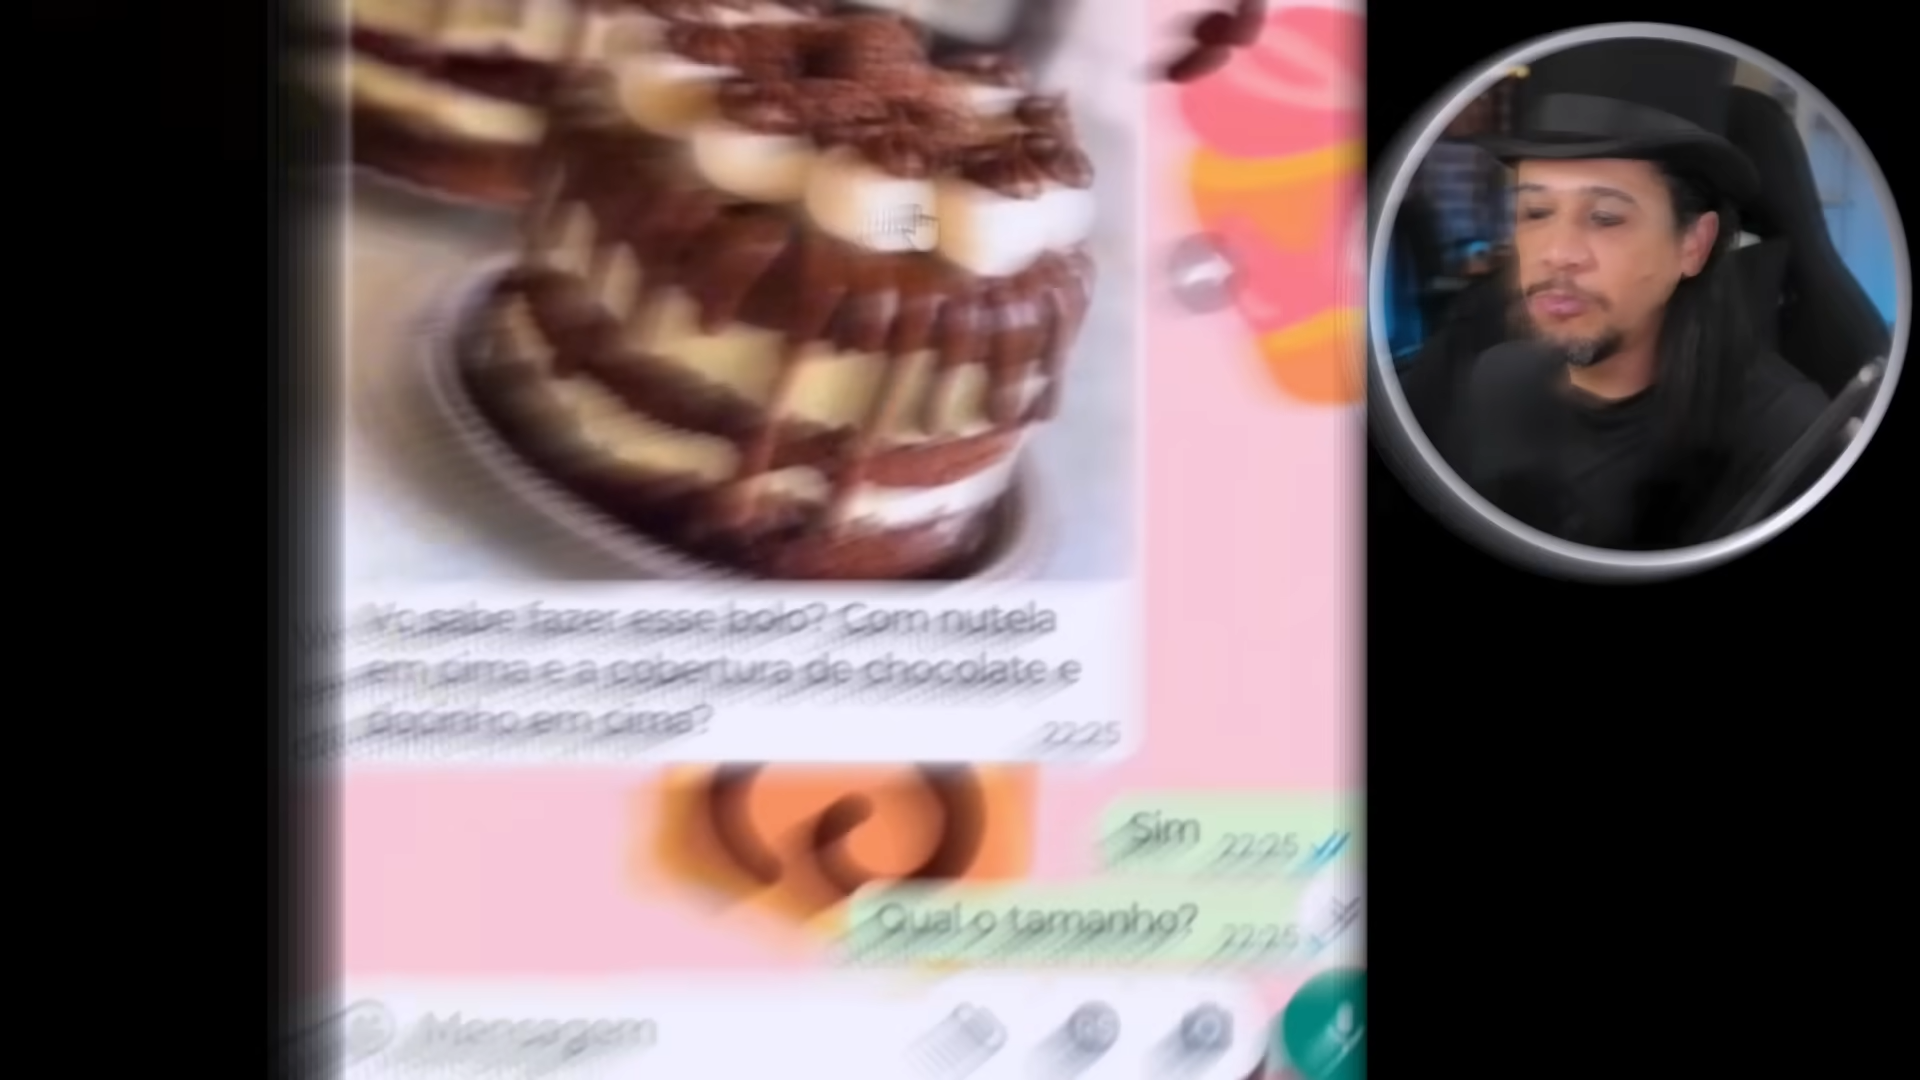 Vc sabe fazer esse bolo? Com nutela
em cima e a cobertura de chocolate e
em cima?
22:25
Sim 22:25
Qual o tamanho? 22:25
Mensagem